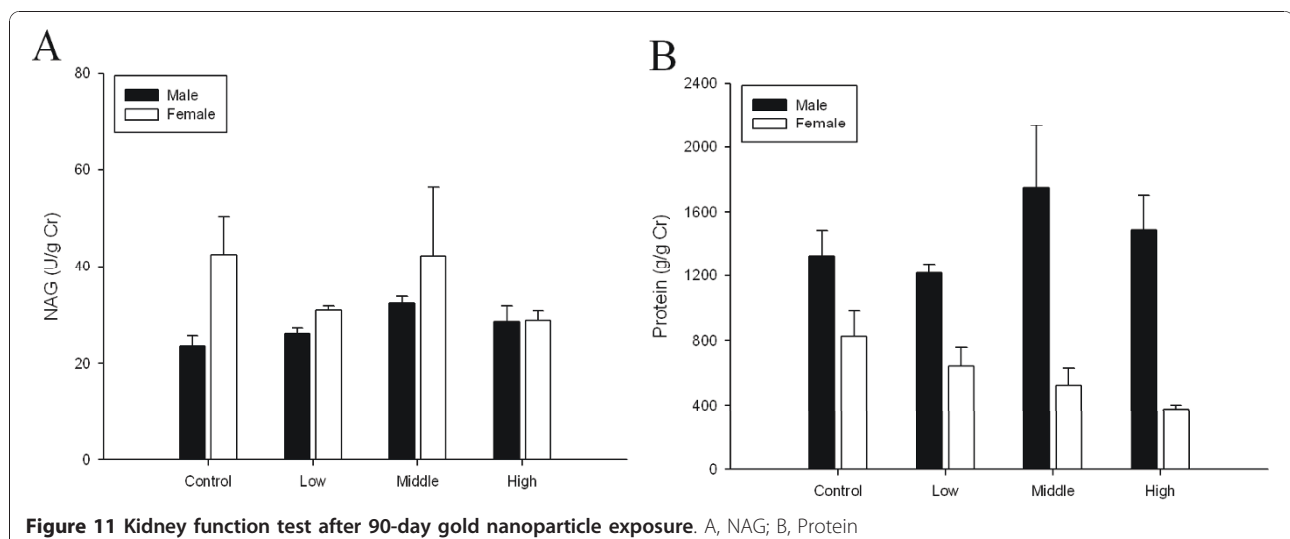 A
NAG (U/g Cr)
80
60
40
20
0
Male
Female
Control Low Middle High
B
Protein (g/g Cr)
2400
2000
1600
1200
800
400
0
Male
Female
Control Low Middle High
Figure 11 Kidney function test after 90-day gold nanoparticle exposure. A, NAG; B, Protein